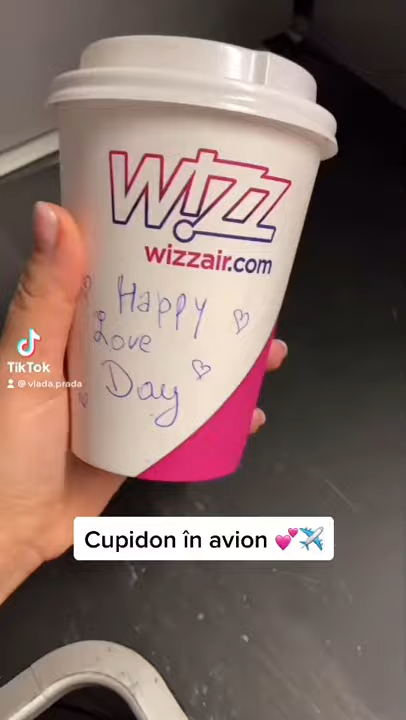 WIZZ
wizzair.com
Happy
Love
Day
TikTok
@vlada.prada
Cupidon în avion 💕✈️